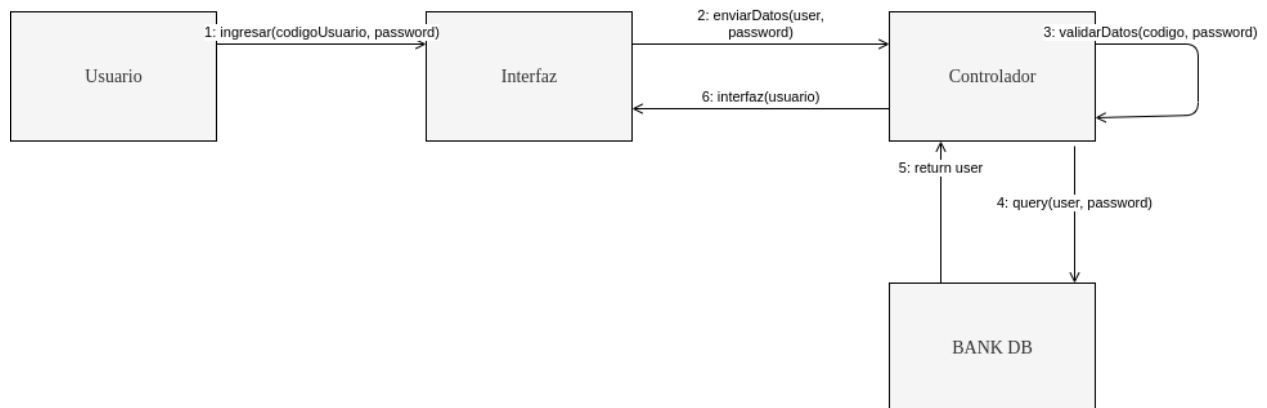 1: ingresar(codigoUsuario, password)
2: enviarDatos(user,
password)
3: validarDatos(codigo, password)
Usuario
Interfaz
Controlador
6: interfaz(usuario)
5: return user
4: query(user, password)
BANK DB